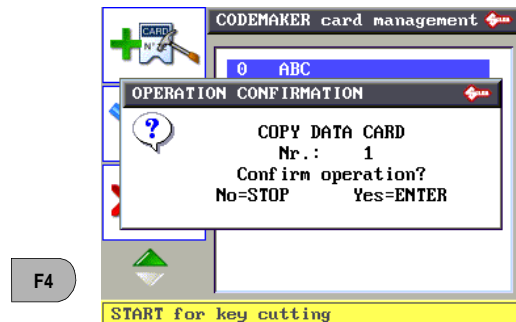 CARD
N°
CODEMAKER card management
0 ABC
OPERATION CONFIRMATION
?
COPY DATA CARD
Nr.: 1
Confirm operation?
No=STOP Yes=ENTER
F4
START for key cutting